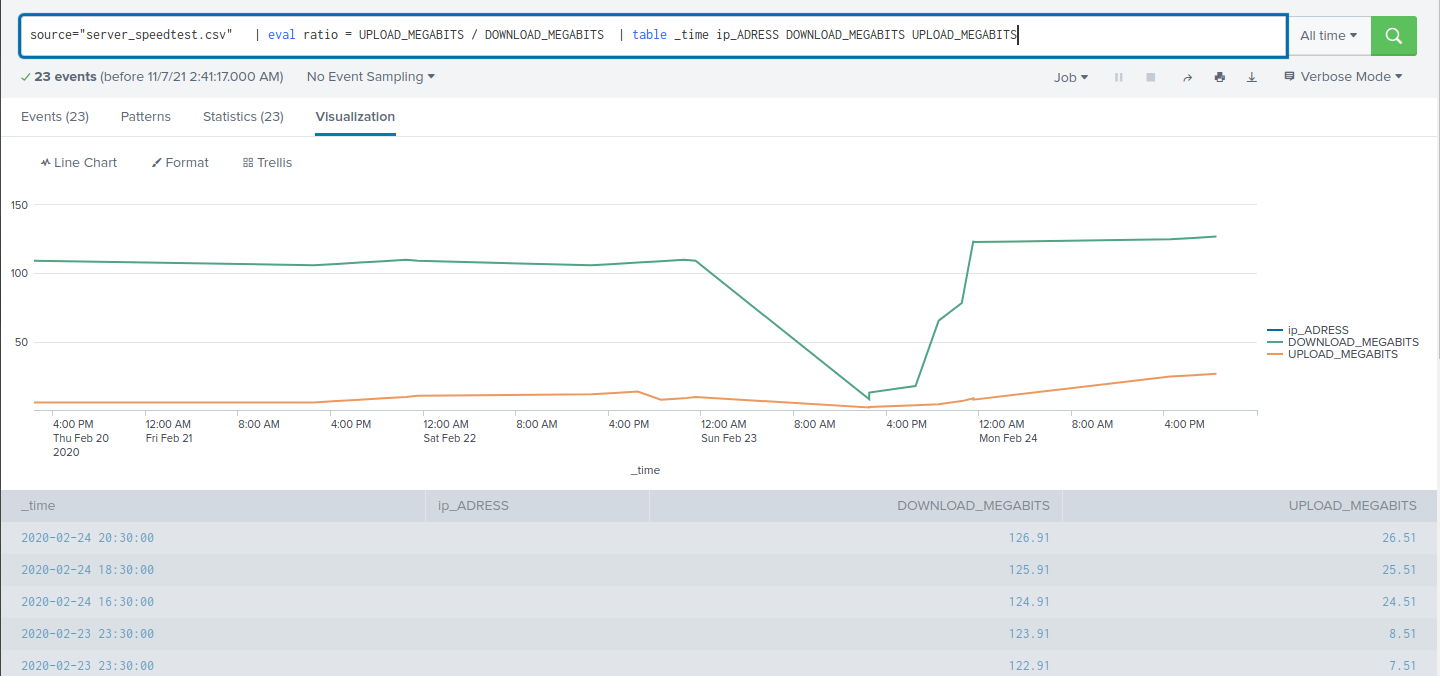 source="server_speedtest.csv" | eval ratio = UPLOAD_MEGABITS / DOWNLOAD_MEGABITS | table _time ip_ADRESS DOWNLOAD_MEGABITS UPLOAD_MEGABITS
All time
23 events (before 11/7/21 2:41:17.000 AM)
No Event Sampling
Job
Verbose Mode
Events (23)
Patterns
Statistics (23)
Visualization
Line Chart
Format
Trellis
150
100
50
ip_ADRESS
DOWNLOAD_MEGABITS
UPLOAD_MEGABITS
4:00 PM
Thu Feb 20
2020
12:00 AM
Fri Feb 21
8:00 AM
4:00 PM
12:00 AM
Sat Feb 22
8:00 AM
4:00 PM
12:00 AM
Sun Feb 23
8:00 AM
4:00 PM
12:00 AM
Mon Feb 24
8:00 AM
4:00 PM
_time
_time ip_ADRESS DOWNLOAD_MEGABITS UPLOAD_MEGABITS
2020-02-24 20:30:00 126.91 26.51
2020-02-24 18:30:00 125.91 25.51
2020-02-24 16:30:00 124.91 24.51
2020-02-23 23:30:00 123.91 8.51
2020-02-23 23:30:00 122.91 7.51